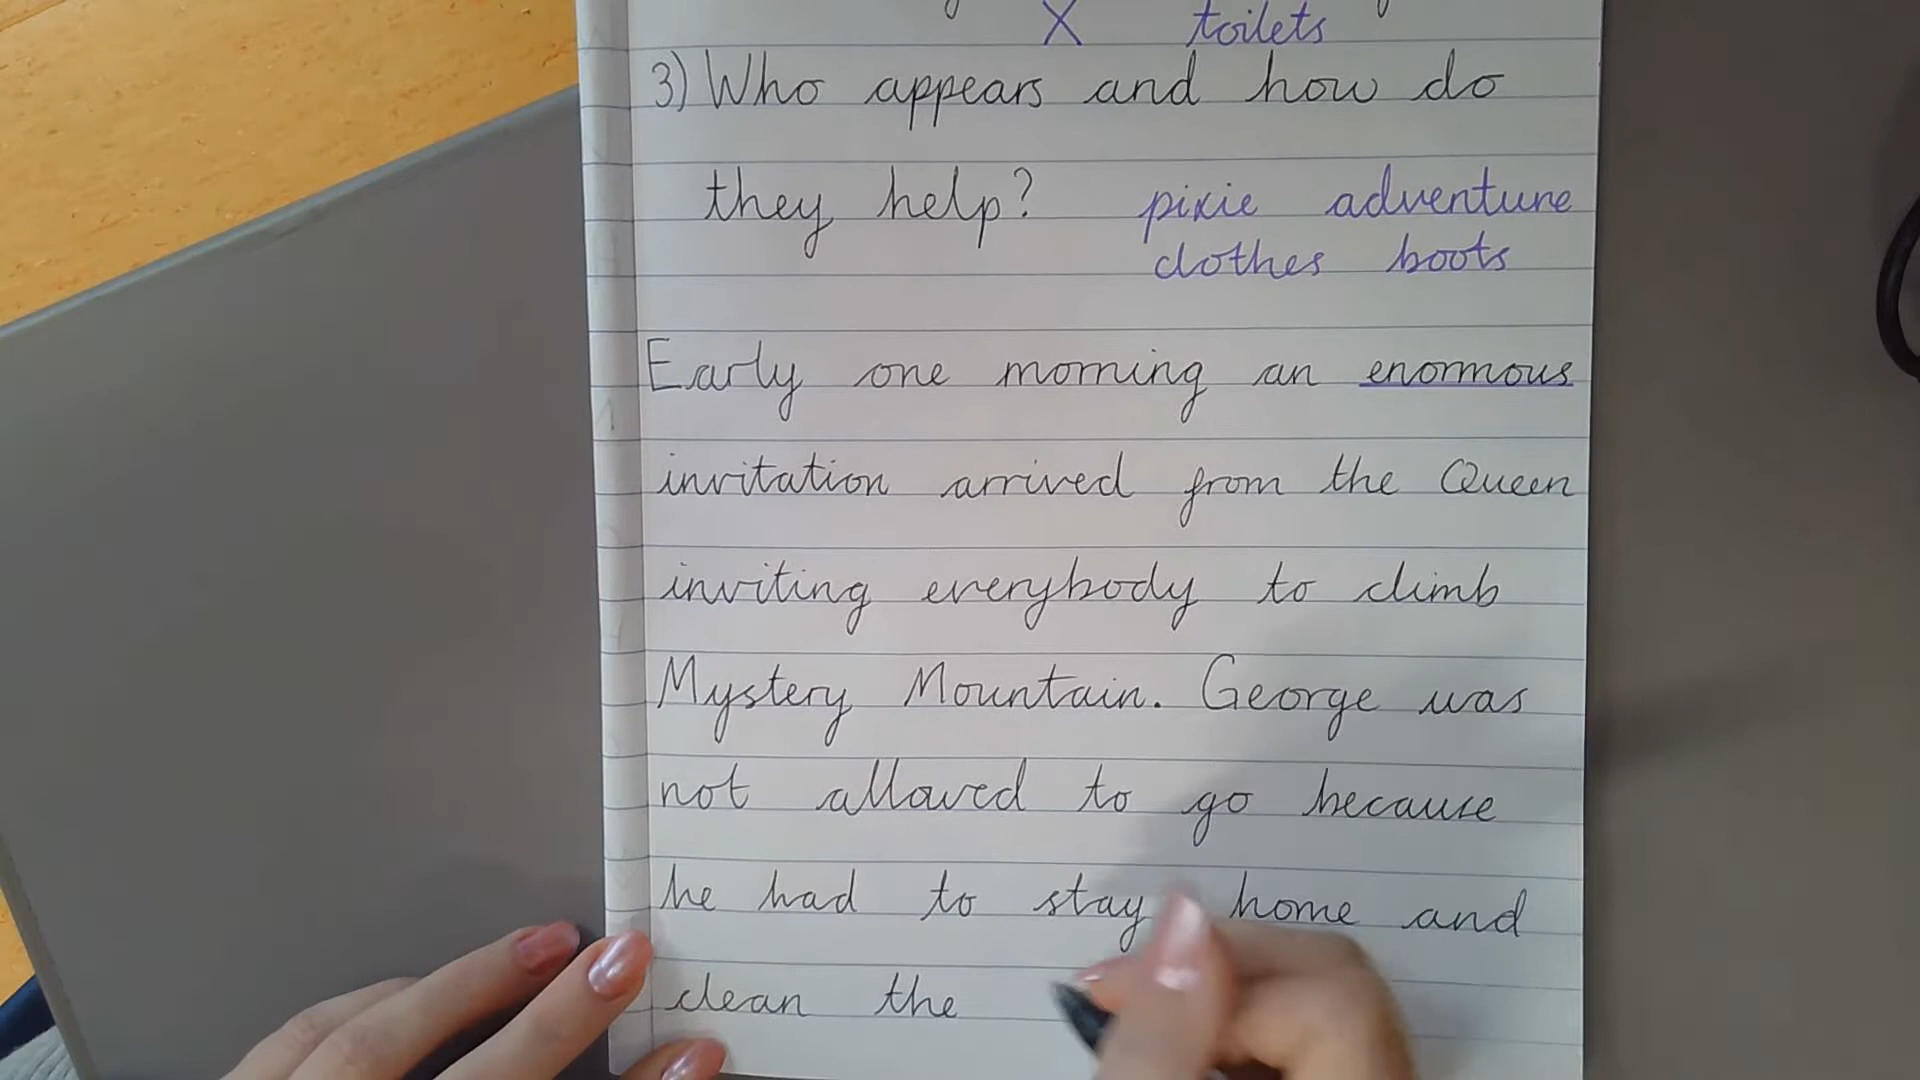 X toilets
3) Who appears and how do
they help? pixie adventure
clothes boots
Early one morning an enormous
invitation arrived from the Queen
inviting everybody to climb
Mystery Mountain. George was
not allowed to go because
he had to stay home and
clean the